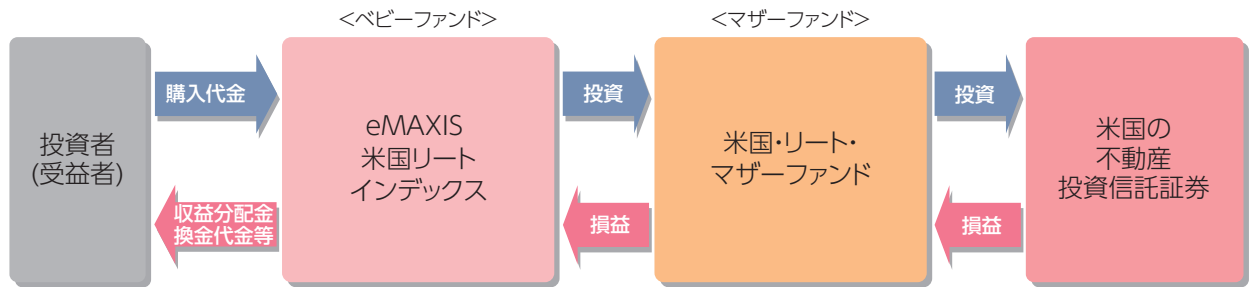 <ベビーファンド>
<マザーファンド>
投資者
(受益者)
購入代金
収益分配金
換金代金等
eMAXIS
米国リート
インデックス
投資
損益
米国・リート・
マザーファンド
投資
損益
米国の
不動産
投資信託証券